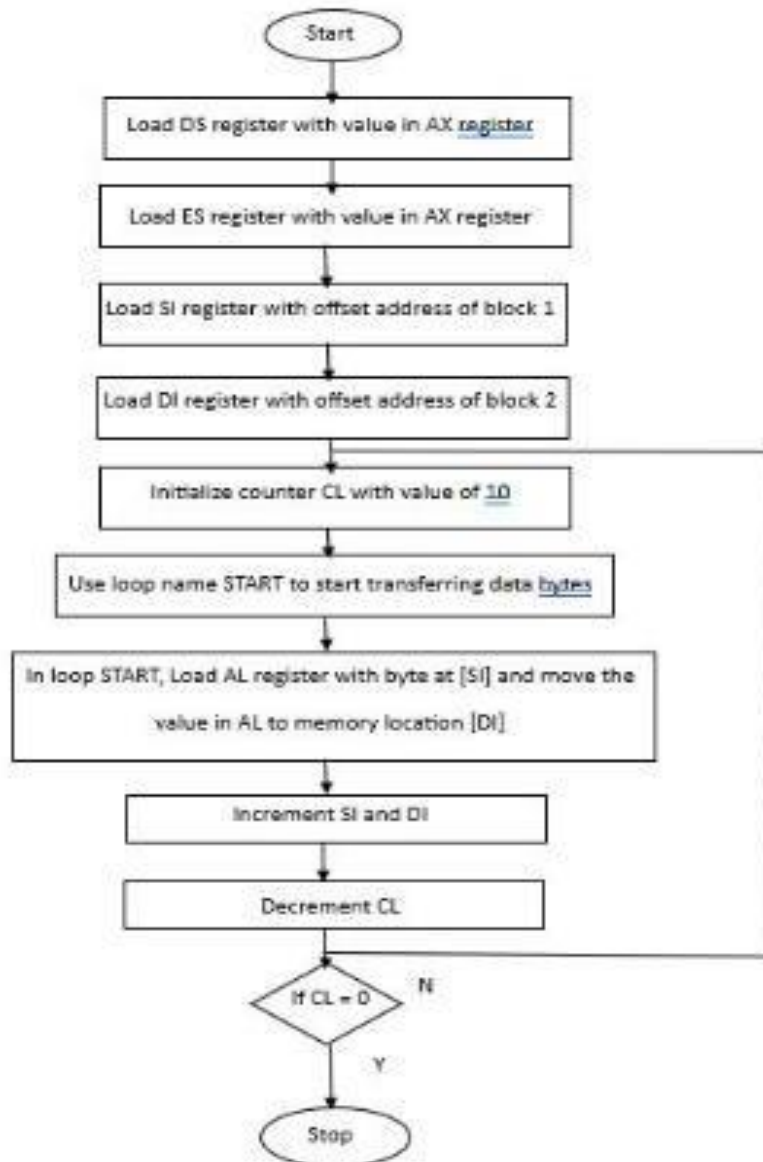 Start
Load DS register with value in AX register
Load ES register with value in AX register
Load SI register with offset address of block 1
Load DI register with offset address of block 2
Initialize counter CL with value of 10
Use loop name START to start transferring data bytes
In loop START, Load AL register with byte at [SI] and move the
value in AL to memory location [DI]
Increment SI and DI
Decrement CL
If CL = 0
N
Y
Stop